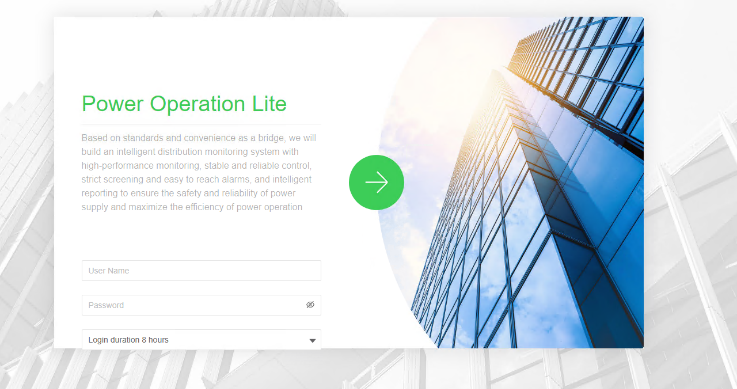 Power Operation Lite
Based on standards and convenience as a bridge, we will
build an intelligent distribution monitoring system with
high-performance monitoring, stable and reliable control,
strict screening and easy to reach alarms, and intelligent
reporting to ensure the safety and reliability of power
supply and maximize the efficiency of power operation
User Name
Password
Login duration 8 hours